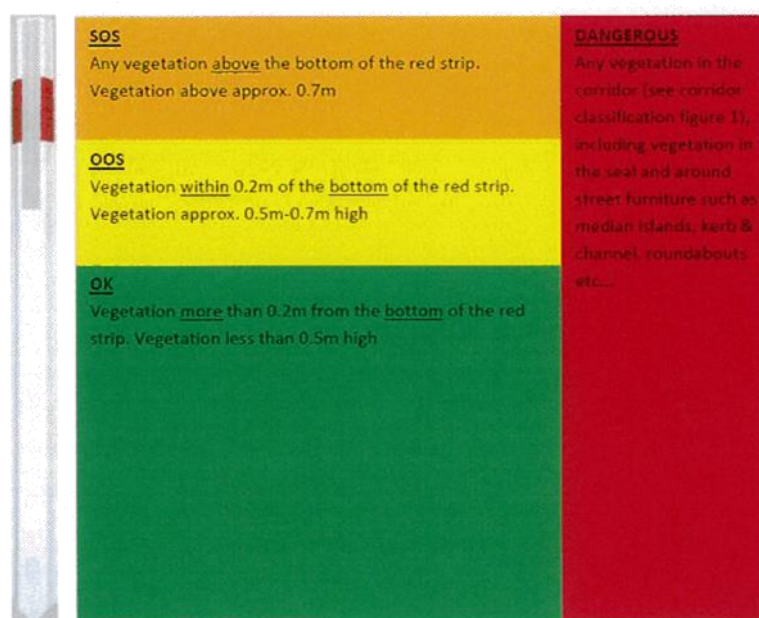 SOS
Any vegetation above the bottom of the red strip.
Vegetation above approx. 0.7m
OOS
Vegetation within 0.2m of the bottom of the red strip.
Vegetation approx. 0.5m-0.7m high
OK
Vegetation more than 0.2m from the bottom of the red
strip. Vegetation less than 0.5m high
DANGEROUS
Any vegetation in the
corridor (see corridor
classification figure 1),
including vegetation in
the seal and around
street furniture such as
median islands, kerb &
channel, roundabouts
etc...